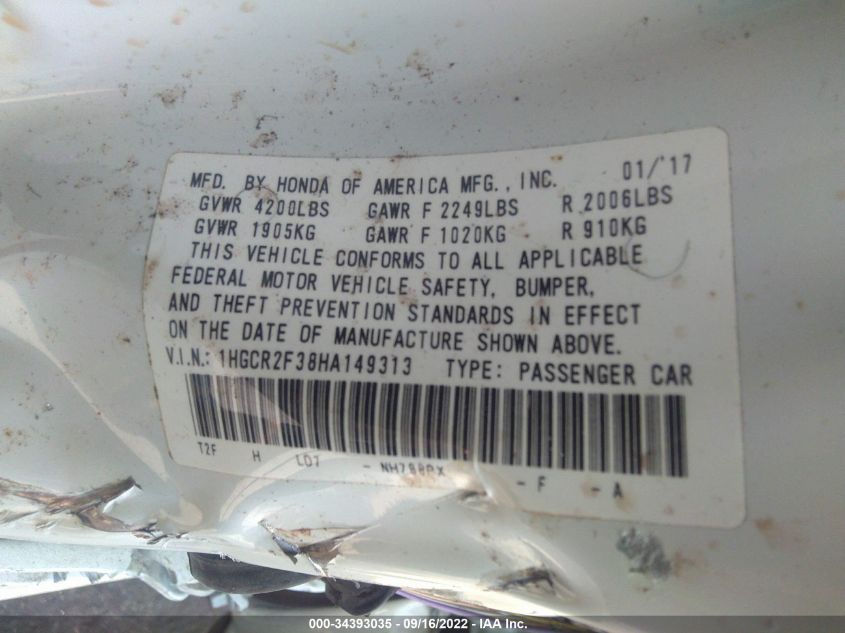 MFD. BY HONDA OF AMERICA MFG., INC. 01/'17
GVWR 4200LBS GAWR F 2249LBS R 2006LBS
GVWR 1905KG GAWR F 1020KG R 910KG
THIS VEHICLE CONFORMS TO ALL APPLICABLE
FEDERAL MOTOR VEHICLE SAFETY, BUMPER,
AND THEFT PREVENTION STANDARDS IN EFFECT
ON THE DATE OF MANUFACTURE SHOWN ABOVE.
V.I.N.: 1HGCR2F38HA149313 TYPE: PASSENGER CAR
T2F H L07 - NH788PX - F - A
000-34393035 - 09/16/2022 - IAA Inc.